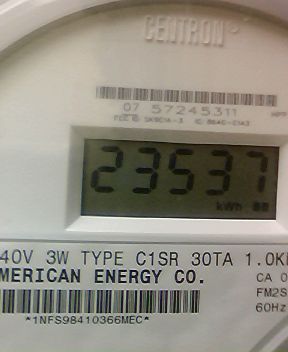 CENTRON
07 57245311
23537
kWh
40V 3W TYPE C1SR 30TA 1.0K
MERICAN ENERGY CO.
CA 0
FM2S
60Hz
*1NFS98410366MEC*